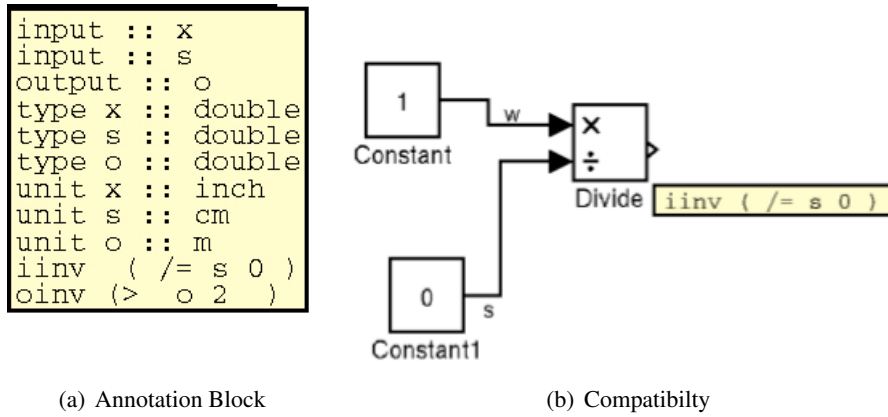 input :: x
input :: s
output :: o
type x :: double
type s :: double
type o :: double
unit x :: inch
unit s :: cm
unit o :: m
iinv ( /= s 0 )
oinv (> o 2 )
1
Constant
w
×
÷
Divide
iinv ( /= s 0 )
0
s
Constant1
(a) Annotation Block
(b) Compatibilty